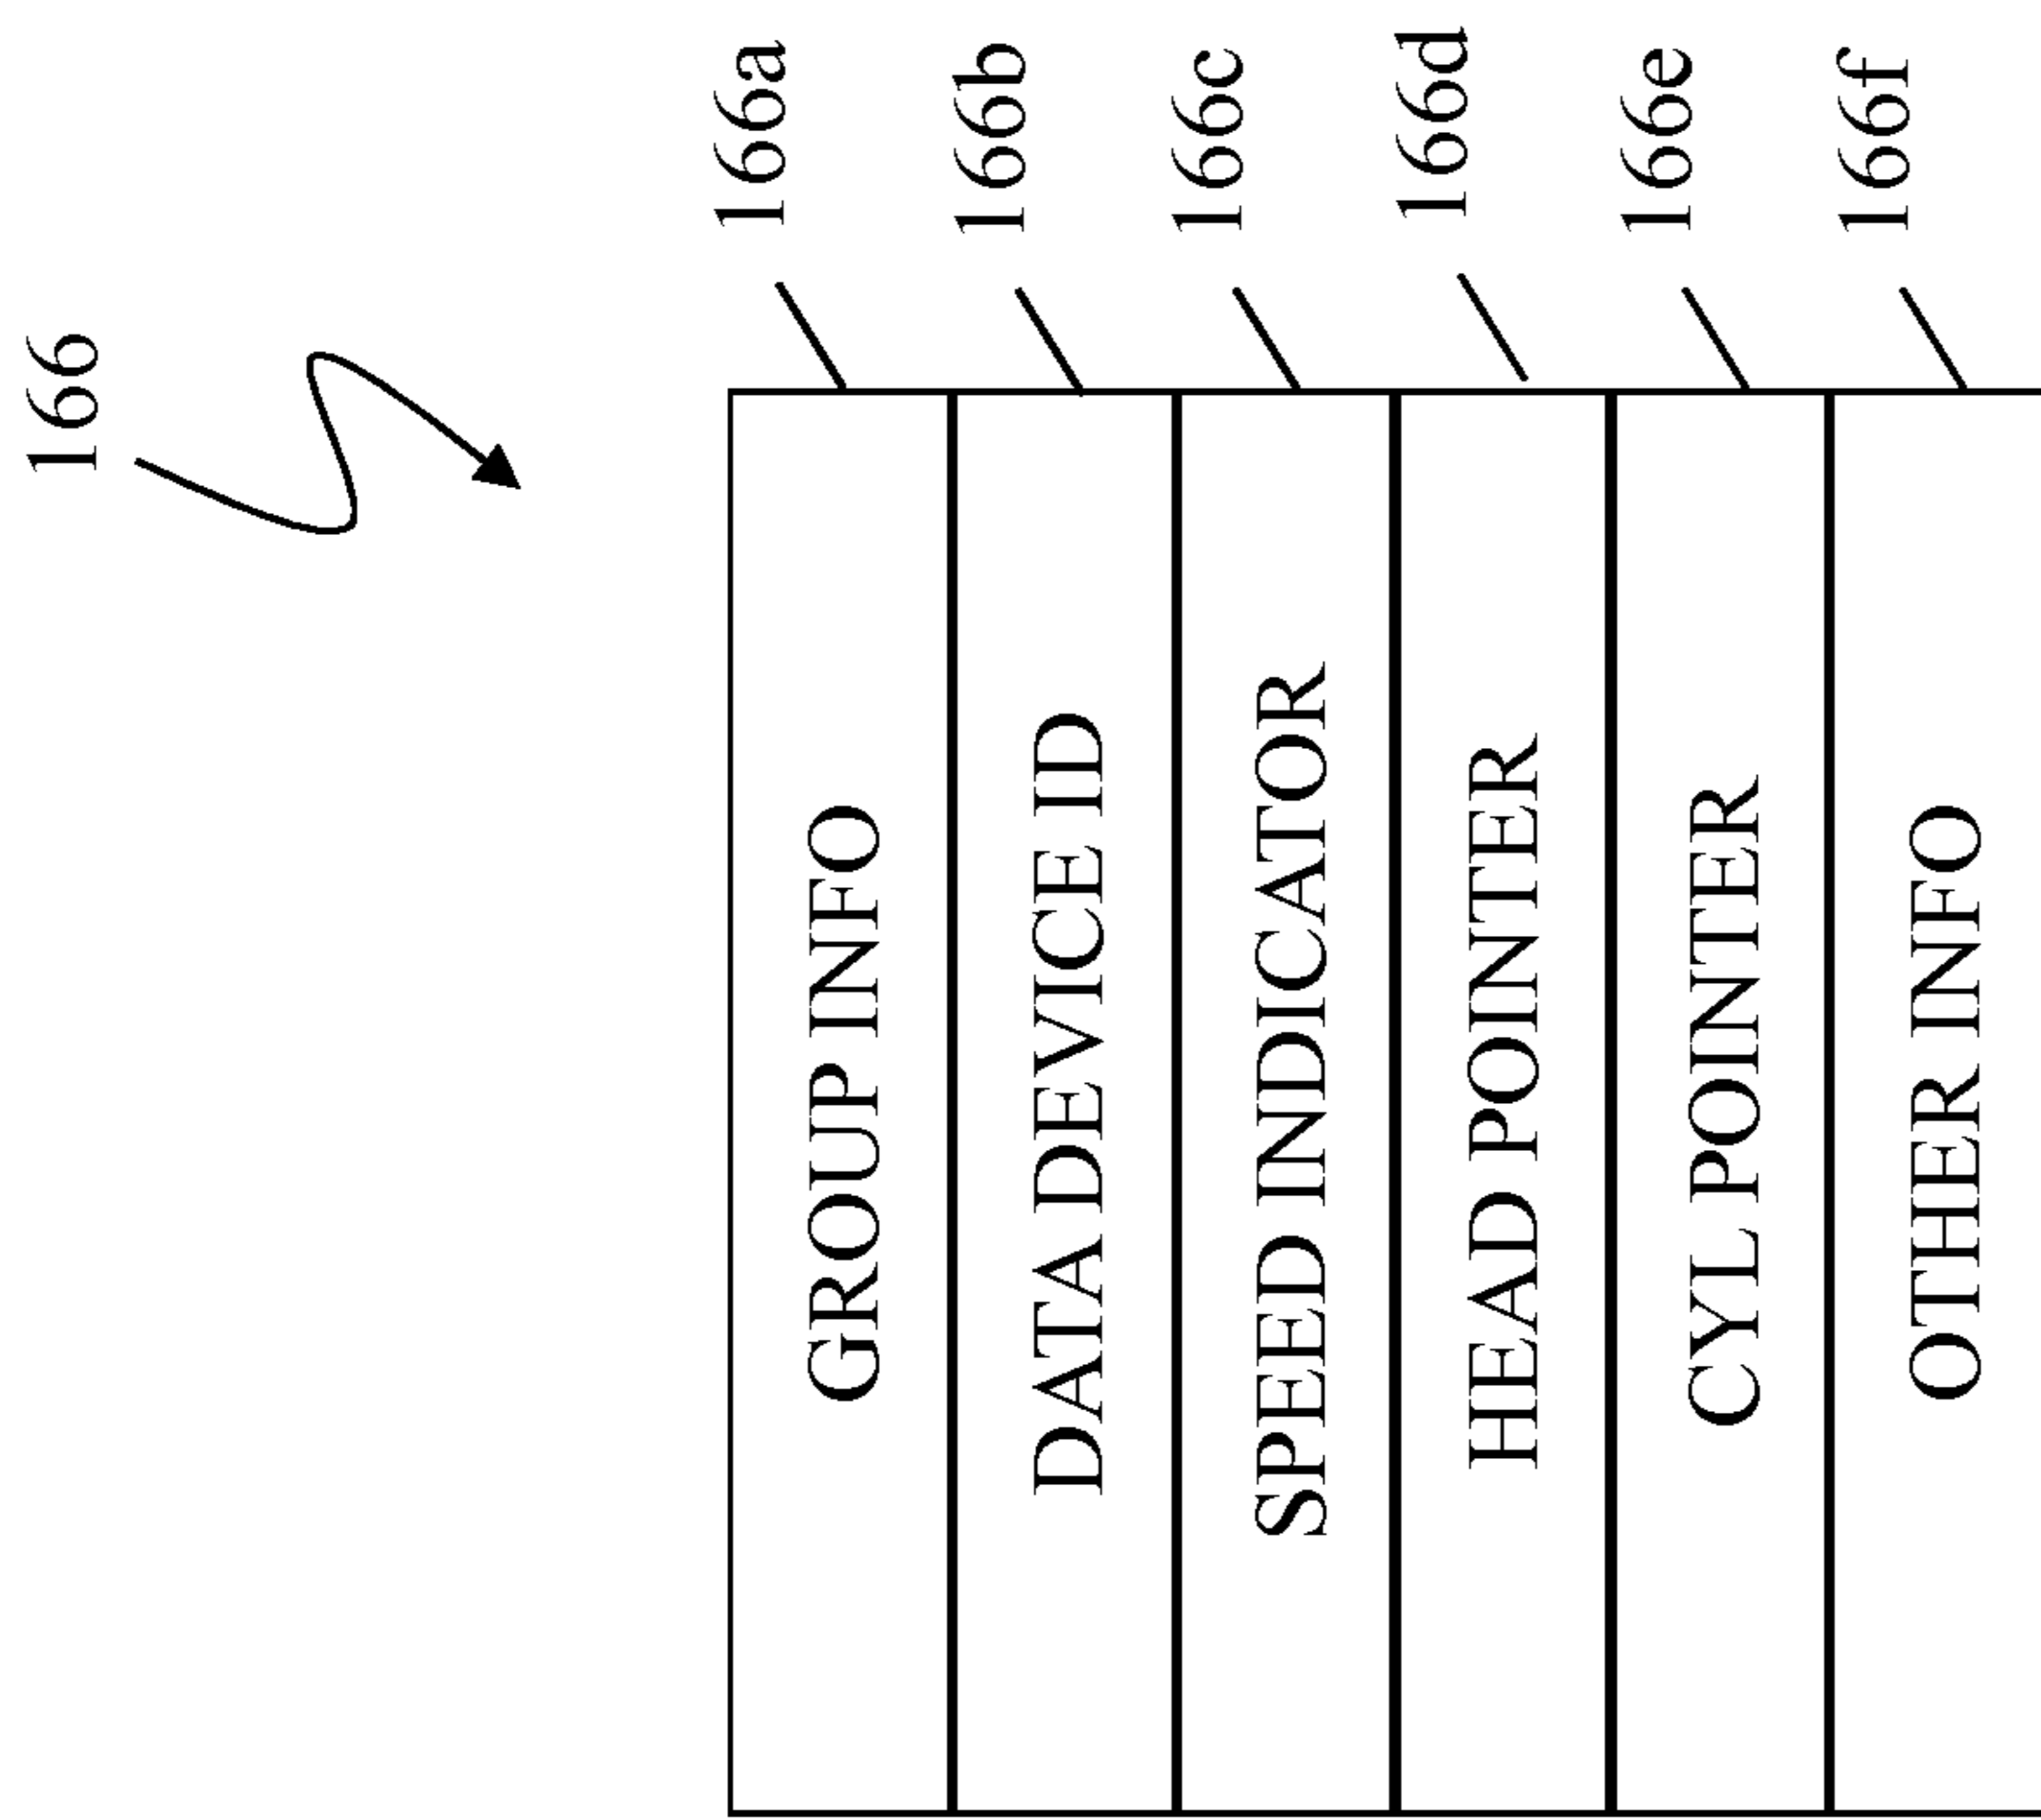 166
GROUP INFO
166a
DATA DEVICE ID
166b
SPEED INDICATOR
166c
HEAD POINTER
166d
CYL POINTER
166e
OTHER INFO
166f